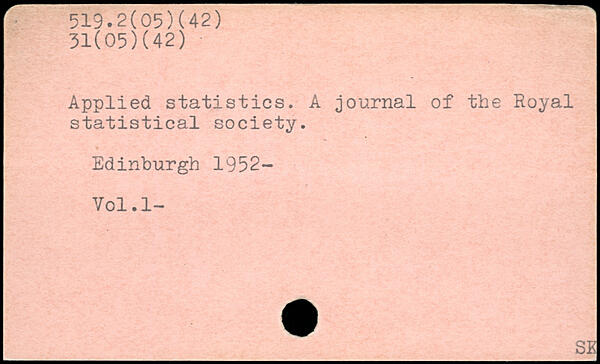 519.2(05)(42)
31(05)(42)
Applied statistics. A journal of the Royal
statistical society.
Edinburgh 1952-
Vol.1-
SK